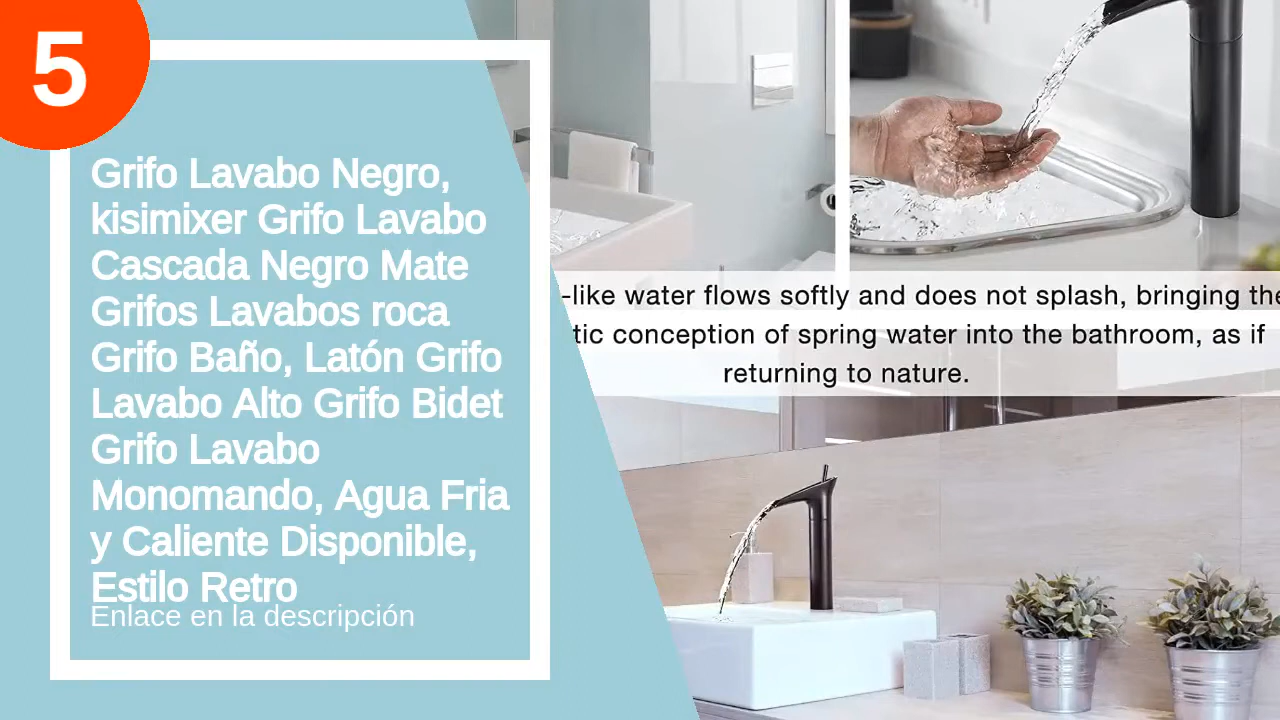 5
Grifo Lavabo Negro,
kisimixer Grifo Lavabo
Cascada Negro Mate
Grifos Lavabos roca
Grifo Baño, Latón Grifo
Lavabo Alto Grifo Bidet
Grifo Lavabo
Monomando, Agua Fria
y Caliente Disponible,
Estilo Retro
Enlace en la descripción
-like water flows softly and does not splash, bringing the
tic conception of spring water into the bathroom, as if
returning to nature.